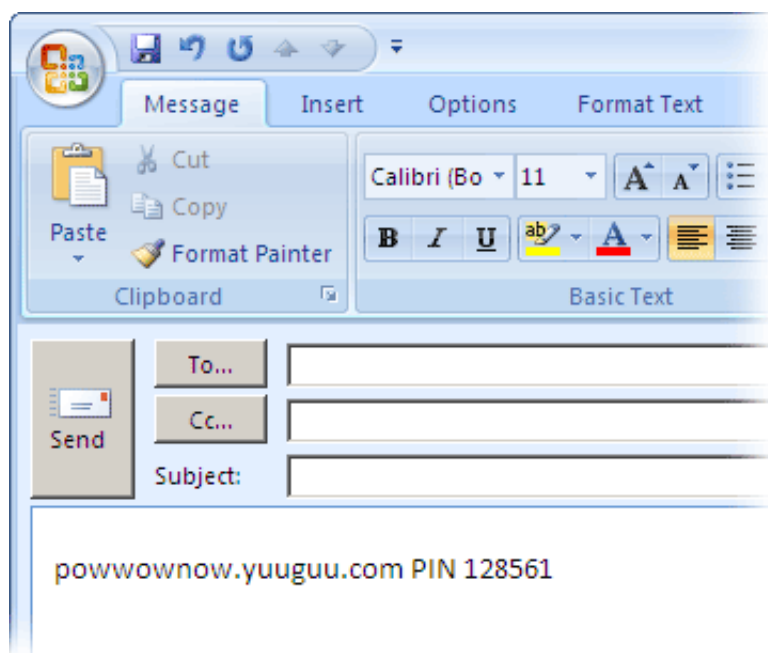 Message Insert Options Format Text
Cut
Calibri (Bo 11 A A
Copy
Paste
B I U ab A
Format Painter
Clipboard Basic Text
To...
Cc...
Send
Subject:
powwownow.yuuguu.com PIN 128561